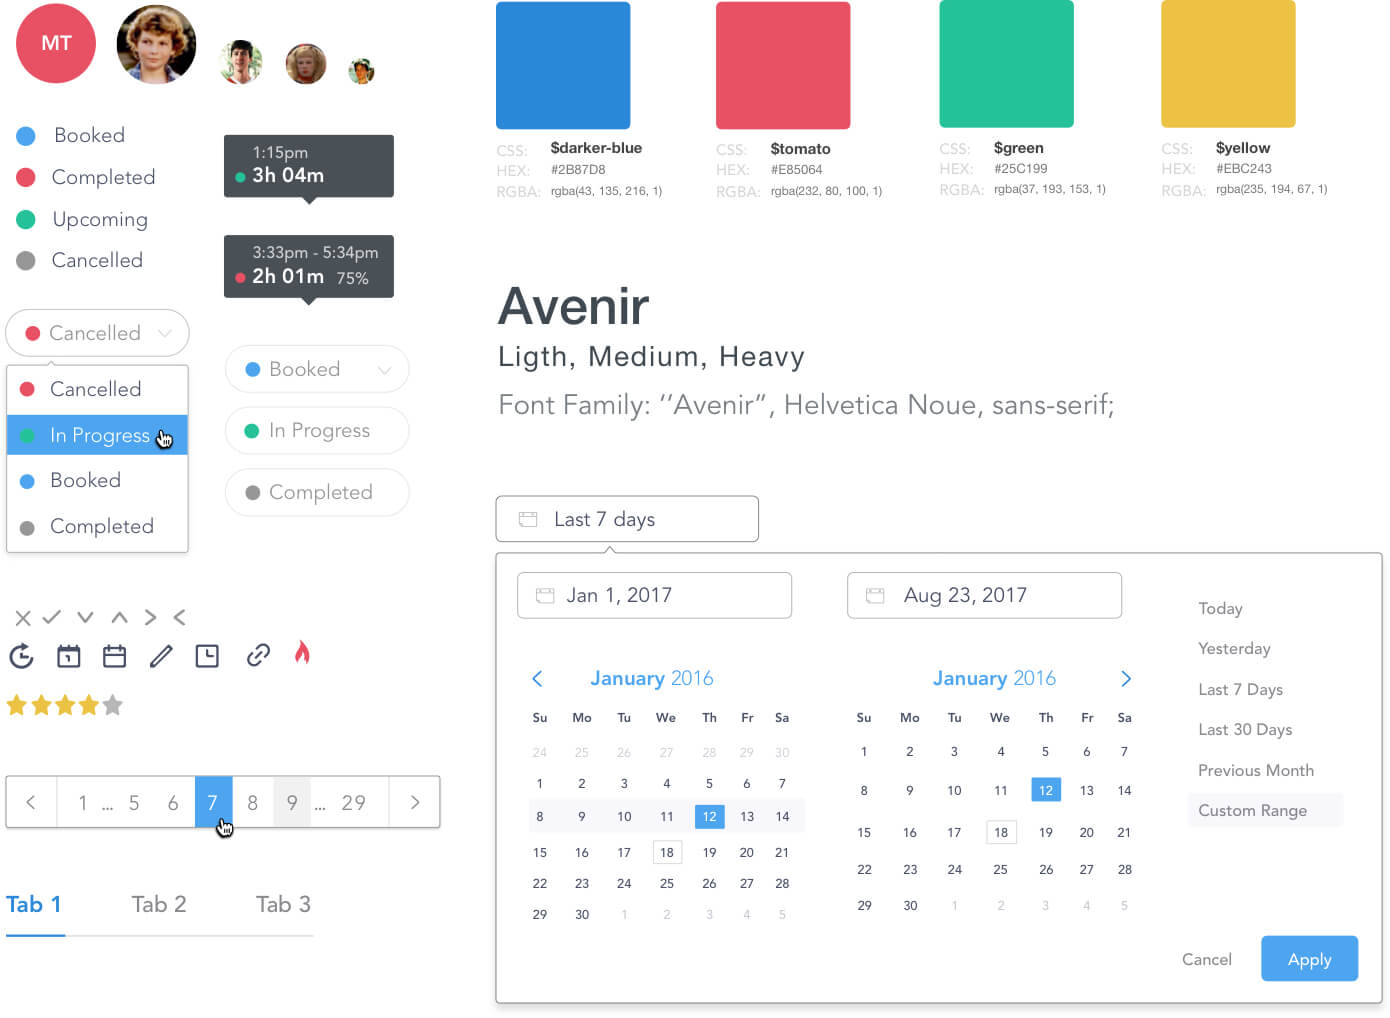 MT
Booked
Completed
Upcoming
Cancelled
1:15pm
3h 04m
3:33pm - 5:34pm
2h 01m 75%
Cancelled
Cancelled
In Progress
Booked
Completed
Booked
In Progress
Completed
1
1 ... 5 6 7 8 9 ... 29
Tab 1 Tab 2 Tab 3
CSS: $darker-blue
HEX: #2B87D8
RGBA: rgba(43, 135, 216, 1)
CSS: $tomato
HEX: #E85064
RGBA: rgba(232, 80, 100, 1)
CSS: $green
HEX: #25C199
RGBA: rgba(37, 193, 153, 1)
CSS: $yellow
HEX: #EBC243
RGBA: rgba(235, 194, 67, 1)
Avenir
Ligth, Medium, Heavy
Font Family: ‘‘Avenir”, Helvetica Noue, sans-serif;
Last 7 days
Jan 1, 2017
Aug 23, 2017
January 2016
Su Mo Tu We Th Fr Sa
24 25 26 27 28 29 30
1 2 3 4 5 6 7
8 9 10 11 12 13 14
15 16 17 18 19 20 21
22 23 24 25 26 27 28
29 30 1 2 3 4 5
January 2016
Su Mo Tu We Th Fr Sa
1 2 3 4 5 6 7
8 9 10 11 12 13 14
15 16 17 18 19 20 21
22 23 24 25 26 27 28
29 30 1 2 3 4 5
Today
Yesterday
Last 7 Days
Last 30 Days
Previous Month
Custom Range
Cancel
Apply